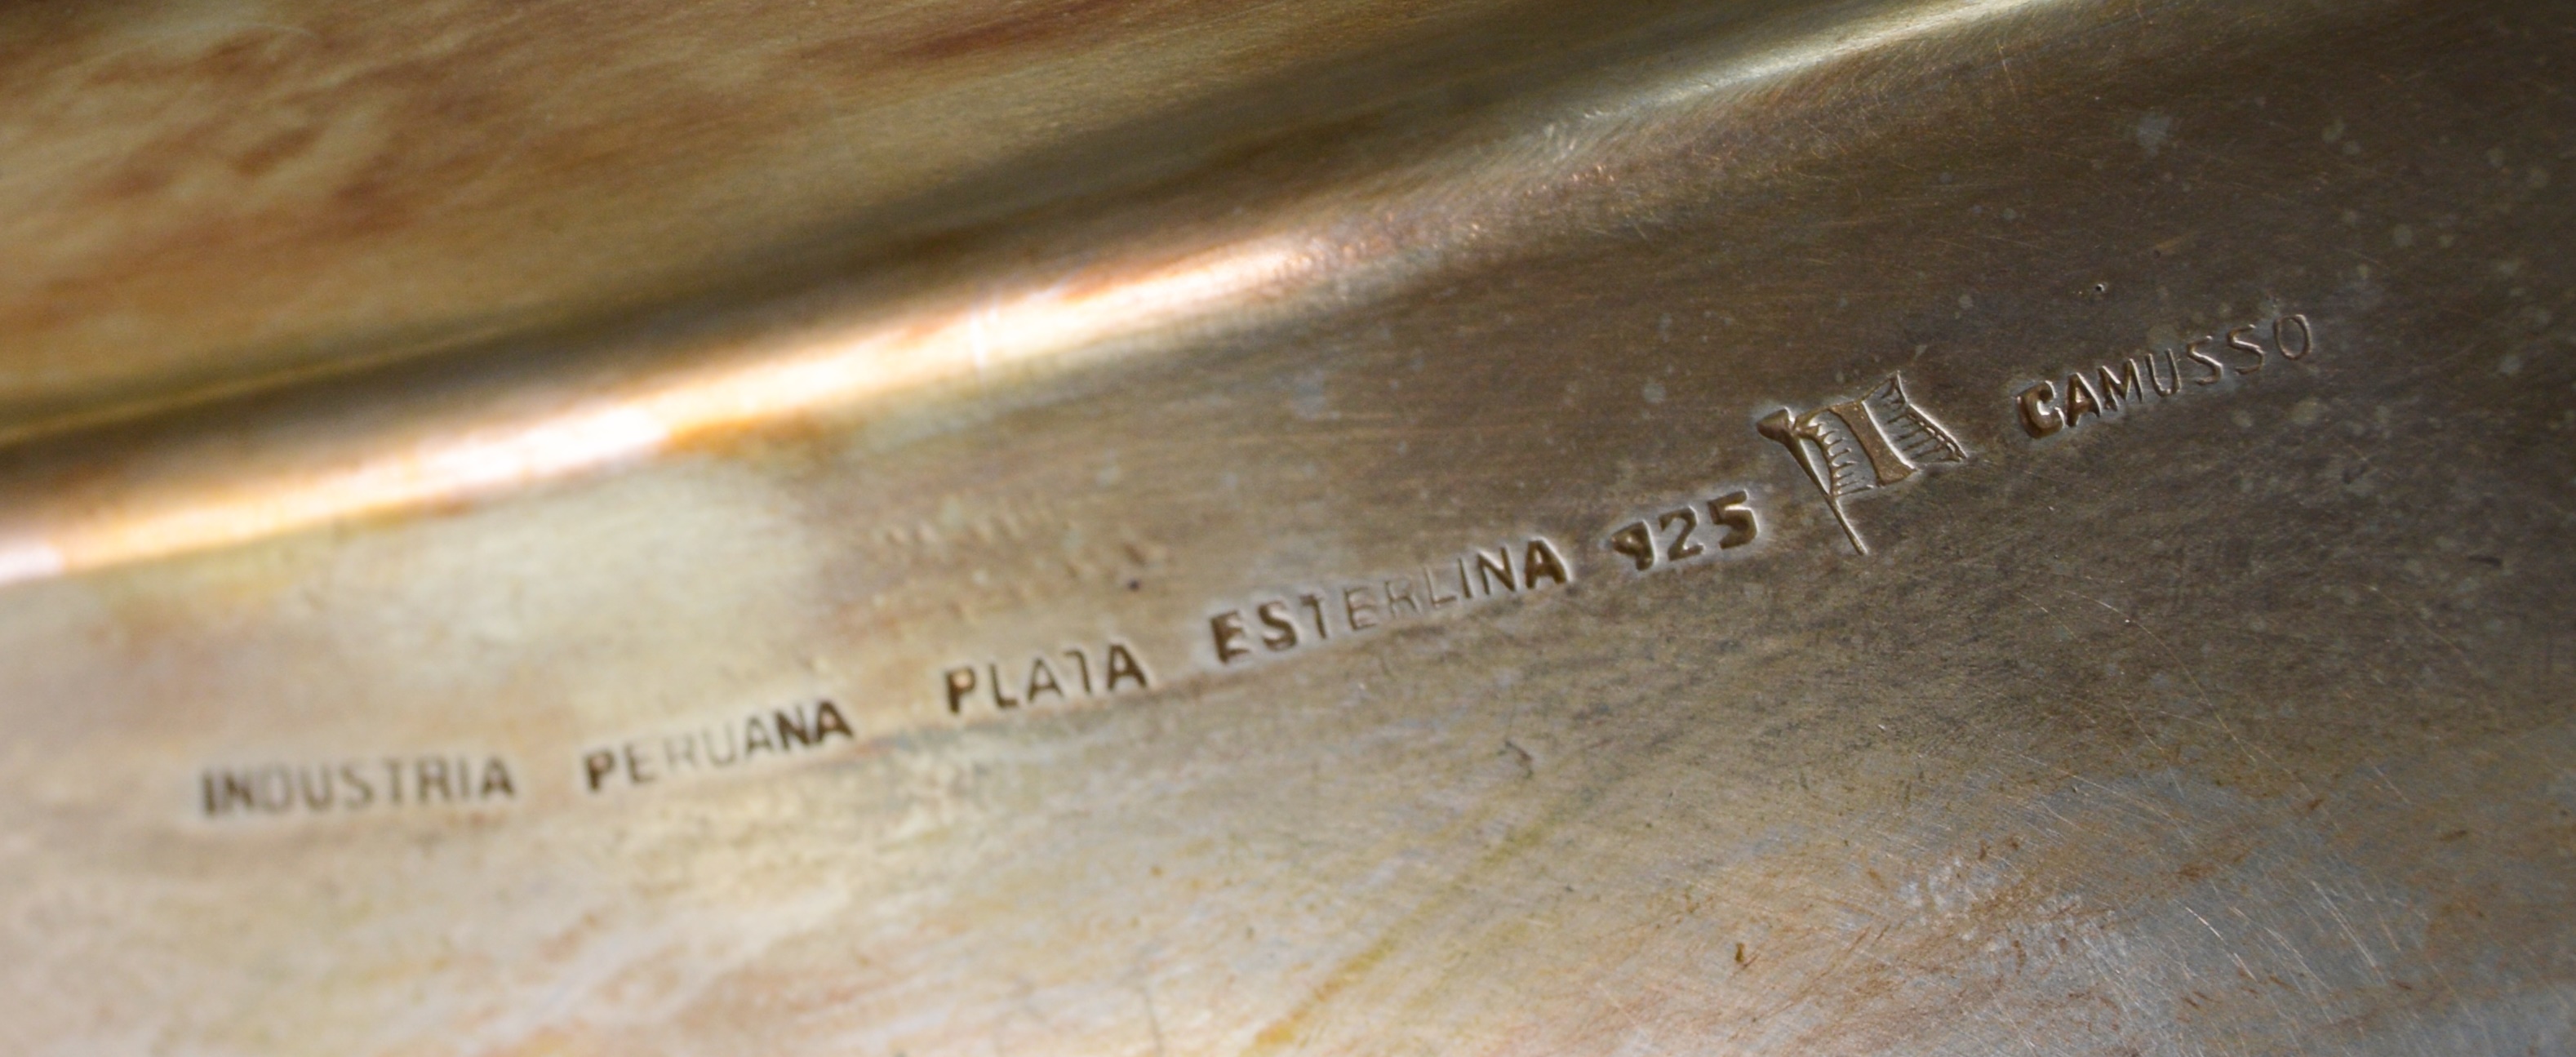 INDUSTRIA PERUANA PLATA ESTERLINA 925 CAMUSSO